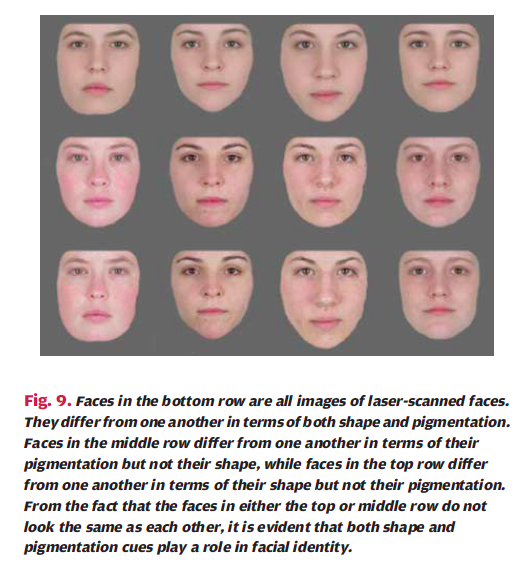 Fig. 9. Faces in the bottom row are all images of laser-scanned faces.
They differ from one another in terms of both shape and pigmentation.
Faces in the middle row differ from one another in terms of their
pigmentation but not their shape, while faces in the top row differ
from one another in terms of their shape but not their pigmentation.
From the fact that the faces in either the top or middle row do not
look the same as each other, it is evident that both shape and
pigmentation cues play a role in facial identity.